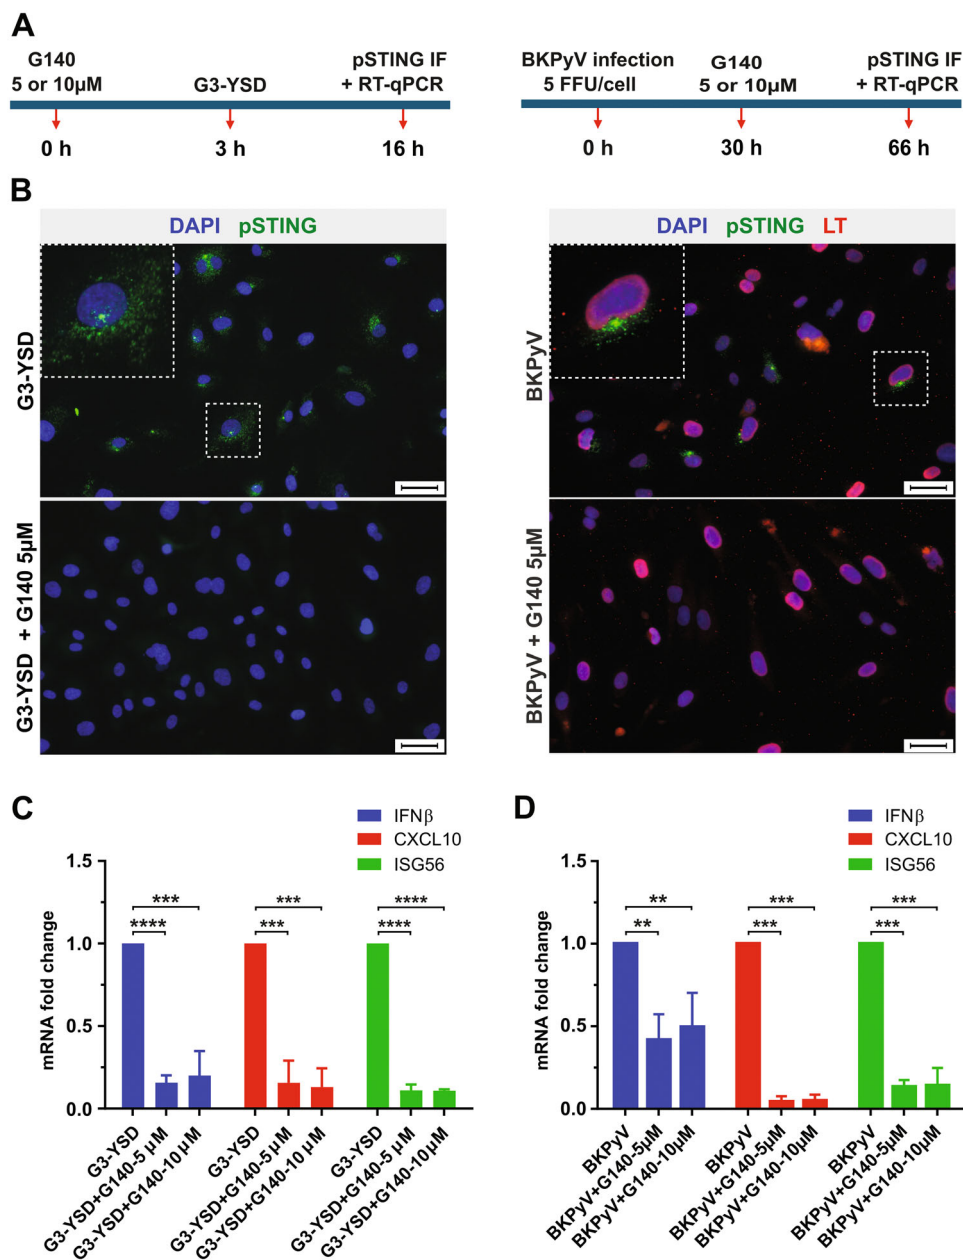 A
G140
5 or 10µM
G3-YSD
pSTING IF
+ RT-qPCR
0 h
3 h
16 h
BKPyV infection
5 FFU/cell
G140
5 or 10µM
pSTING IF
+ RT-qPCR
0 h
30 h
66 h
B
DAPI pSTING
G3-YSD
G3-YSD + G140 5µM
DAPI pSTING LT
BKPyV
BKPyV + G140 5µM
C
IFNβ
CXCL10
ISG56
mRNA fold change
1.5
1.0
0.5
0.0
*** *** ****
**** *** ****
G3-YSD
G3-YSD+G140-5 µM
G3-YSD+G140-10µM
G3-YSD
G3-YSD+G140-5 µM
G3-YSD+G140-10µM
G3-YSD
G3-YSD+G140-5 µM
G3-YSD+G140-10µM
D
IFNβ
CXCL10
ISG56
mRNA fold change
1.5
1.0
0.5
0.0
** *** ***
** *** ***
BKPyV
BKPyV+G140-5µM
BKPyV+G140-10µM
BKPyV
BKPyV+G140-5µM
BKPyV+G140-10µM
BKPyV
BKPyV+G140-5µM
BKPyV+G140-10µM